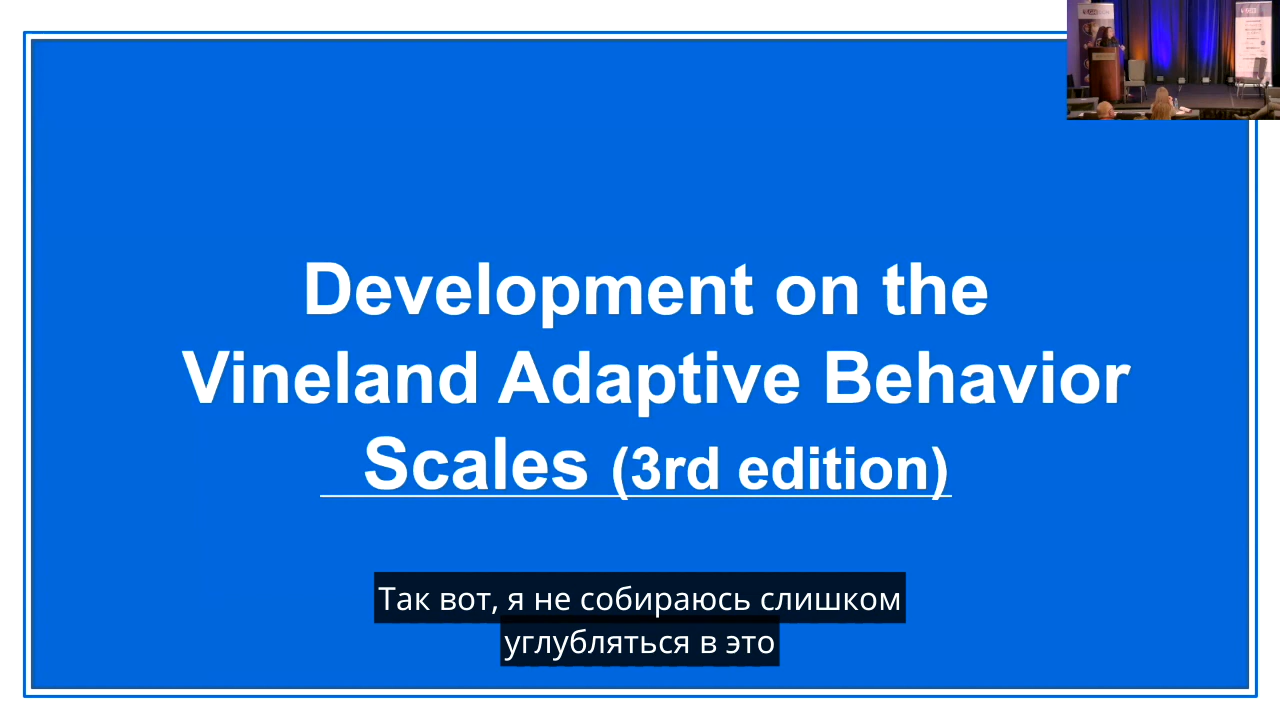 Development on the
Vineland Adaptive Behavior
Scales (3rd edition)
Так вот, я не собираюсь слишком
углубляться в это